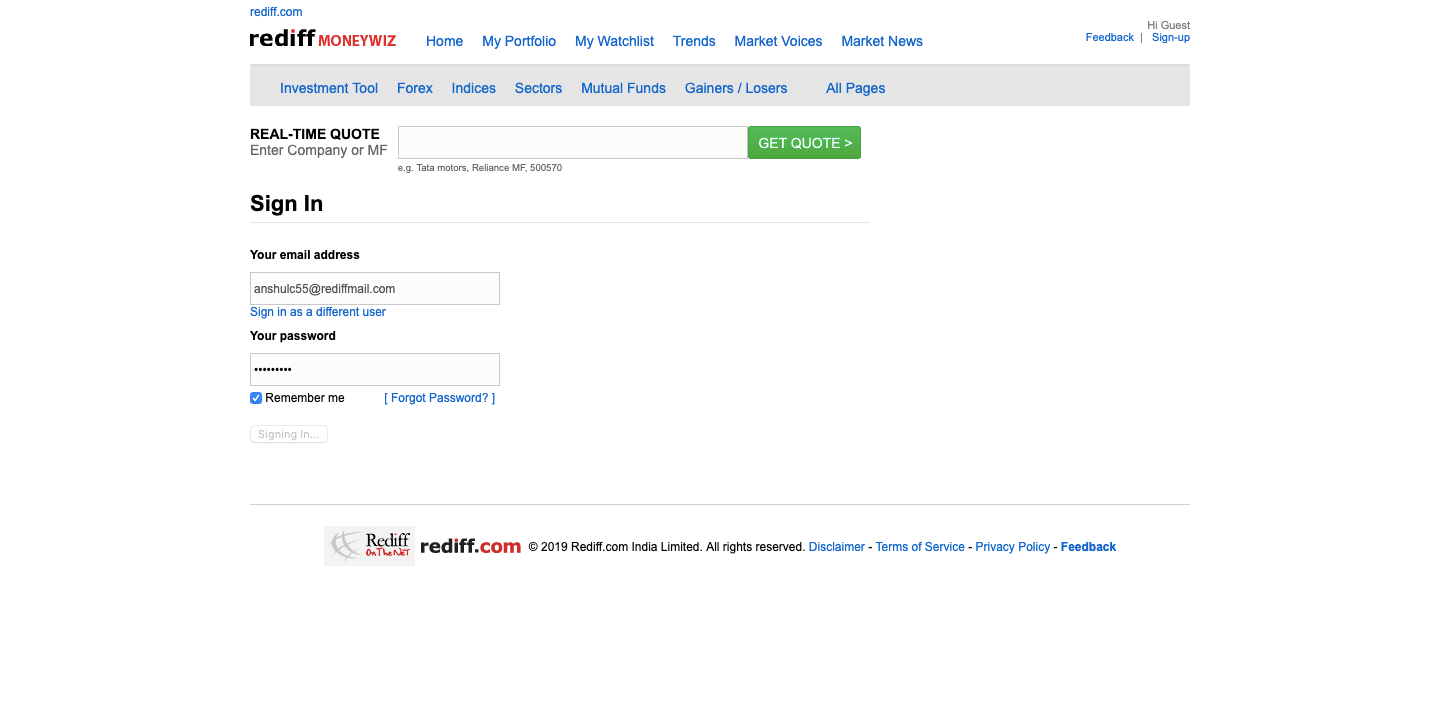 rediff.com
rediff MONEYWIZ Home My Portfolio My Watchlist Trends Market Voices Market News
Hi Guest
Feedback | Sign-up
Investment Tool Forex Indices Sectors Mutual Funds Gainers / Losers All Pages
REAL-TIME QUOTE
Enter Company or MF
GET QUOTE >
e.g. Tata motors, Reliance MF, 500570
Sign In
Your email address
anshulc55@rediffmail.com
Sign in as a different user
Your password
•••••••••
Remember me [ Forgot Password? ]
Signing In...
Rediff
On The NeT
rediff.com © 2019 Rediff.com India Limited. All rights reserved. Disclaimer - Terms of Service - Privacy Policy - Feedback